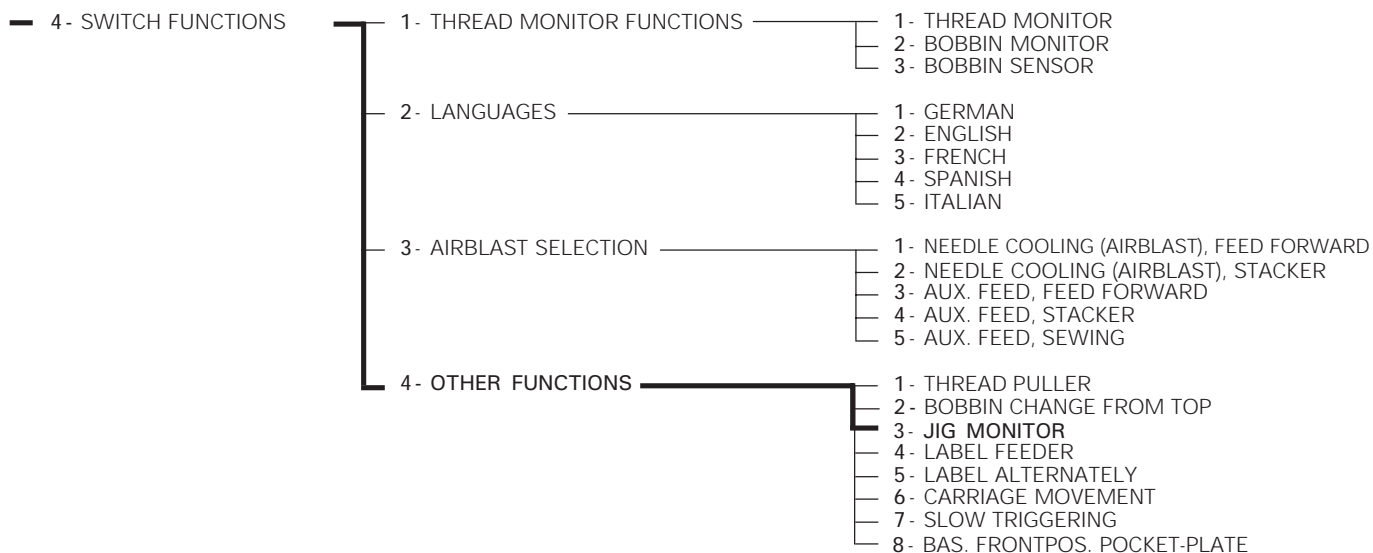 4- SWITCH FUNCTIONS
1- THREAD MONITOR FUNCTIONS
1- THREAD MONITOR
2- BOBBIN MONITOR
3- BOBBIN SENSOR
2- LANGUAGES
1- GERMAN
2- ENGLISH
3- FRENCH
4- SPANISH
5- ITALIAN
3- AIRBLAST SELECTION
1- NEEDLE COOLING (AIRBLAST), FEED FORWARD
2- NEEDLE COOLING (AIRBLAST), STACKER
3- AUX. FEED, FEED FORWARD
4- AUX. FEED, STACKER
5- AUX. FEED, SEWING
4- OTHER FUNCTIONS
1- THREAD PULLER
2- BOBBIN CHANGE FROM TOP
3- JIG MONITOR
4- LABEL FEEDER
5- LABEL ALTERNATELY
6- CARRIAGE MOVEMENT
7- SLOW TRIGGERING
8- BAS. FRONTPOS. POCKET-PLATE